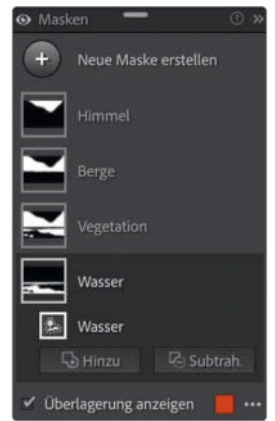 Masken
Neue Maske erstellen
Himmel
Berge
Vegetation
Wasser
Wasser
Hinzu Subtrah.
Überlagerung anzeigen